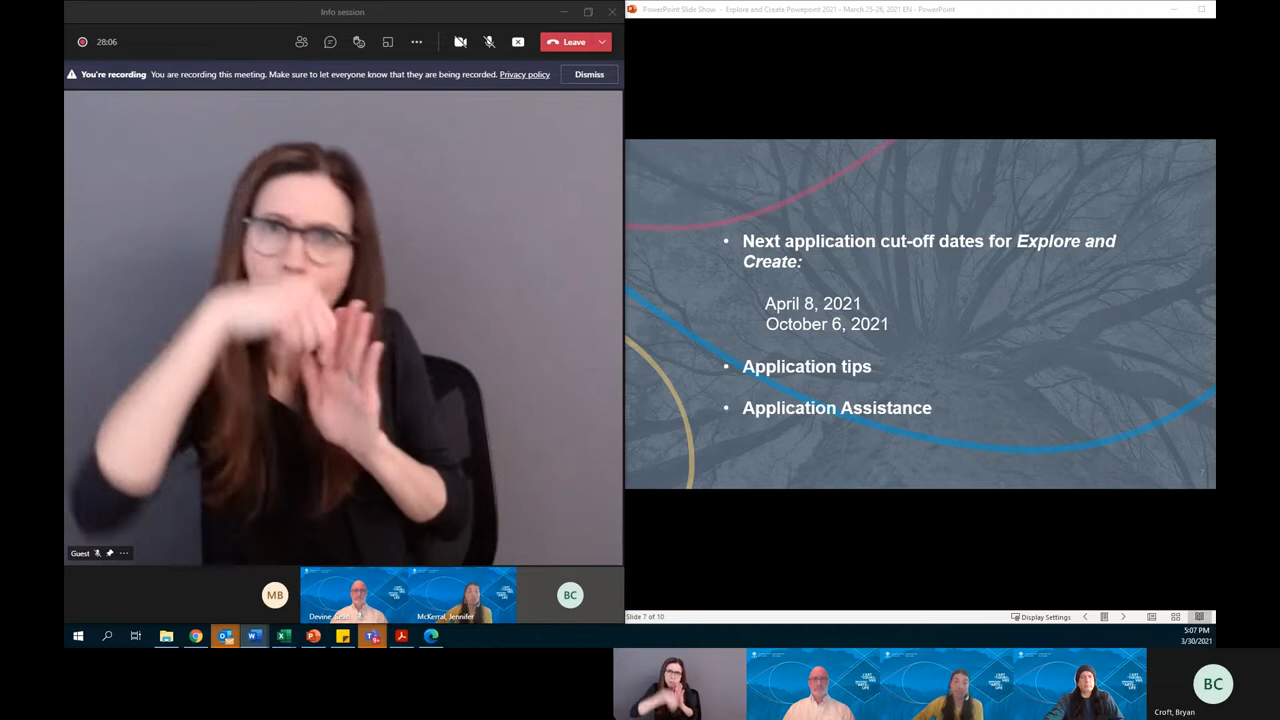 Info session
28:06
Leave
You're recording You are recording this meeting. Make sure to let everyone know that they are being recorded. Privacy policy
Dismiss
Guest
MB
Devine, Sean
McKerral, Jennifer
BC
PowerPoint Slide Show - Explore and Create Powepoint 2021 - March 25-26, 2021 EN - PowerPoint
• Next application cut-off dates for Explore and
Create:
April 8, 2021
October 6, 2021
• Application tips
• Application Assistance
7
Slide 7 of 10
Display Settings
5:07 PM
3/30/2021
BC
Croft, Bryan